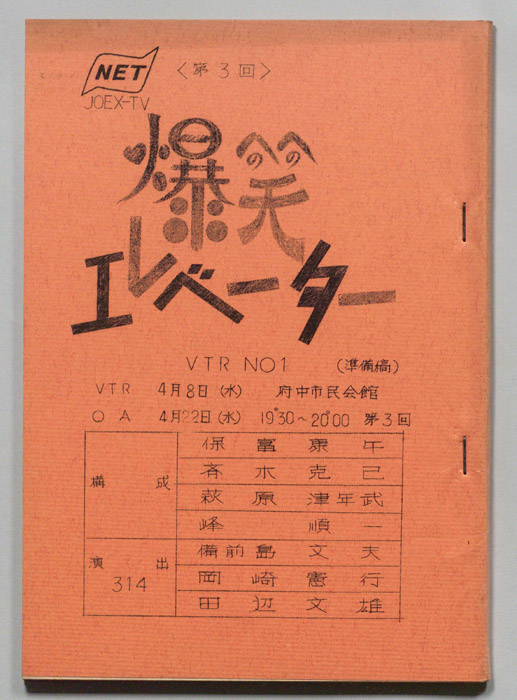 NET 〈第3回〉
JOEX-TV
爆笑
エレベーター
VTR NO1 (準備稿)
VTR 4月8日(水) 府中市民会館
OA 4月22日(水) 19°30～20°00 第3回
構成
保富康午
斉木克己
萩原津年武
峰順一
演出
314
備前島文夫
岡崎憲行
田辺文雄